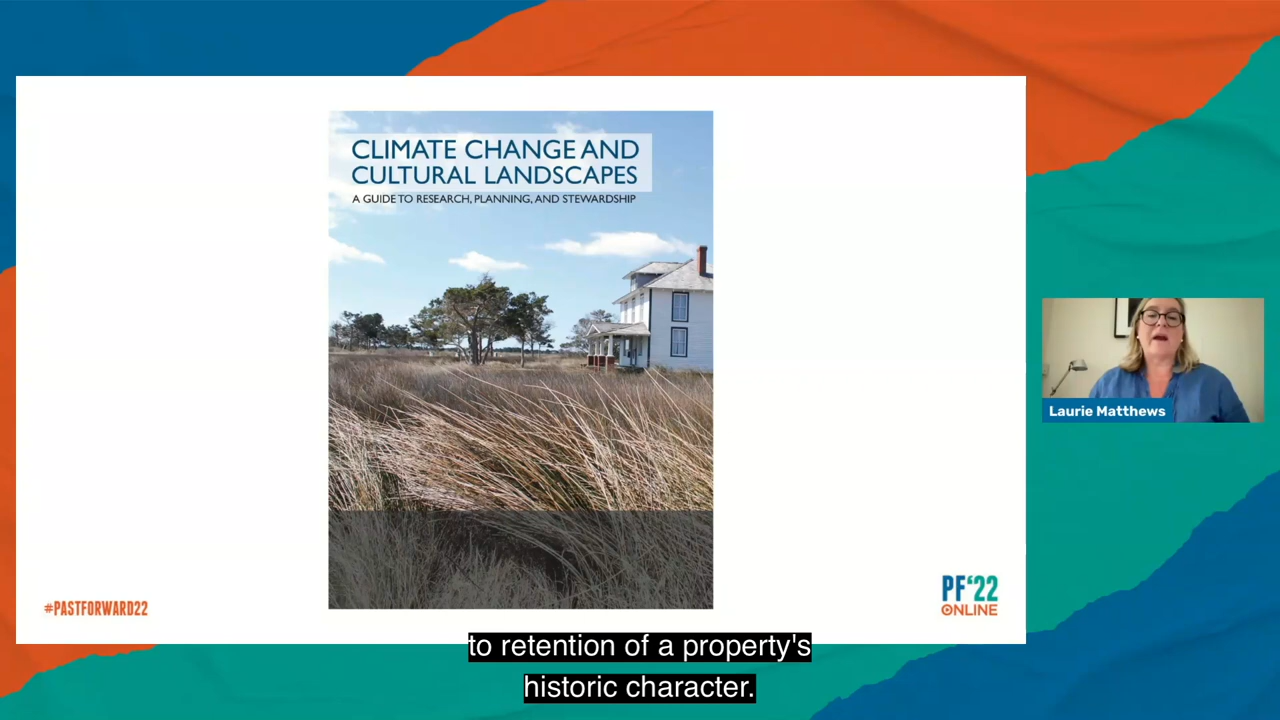 CLIMATE CHANGE AND
CULTURAL LANDSCAPES
A GUIDE TO RESEARCH, PLANNING, AND STEWARDSHIP
Laurie Matthews
#PASTFORWARD22
PF'22
ONLINE
to retention of a property's
historic character.